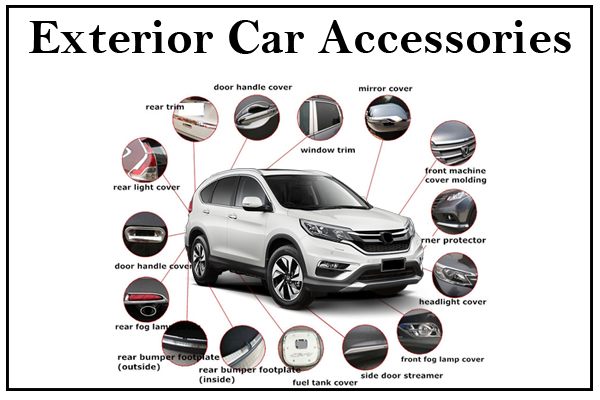 Exterior Car Accessories
door handle cover
mirror cover
rear trim
window trim
front machine
cover molding
rear light cover
rner protector
door handle cover
headlight cover
rear fog lamp
front fog lamp cover
rear bumper footplate
(outside)
rear bumper footplate
(inside)
side door streamer
fuel tank cover